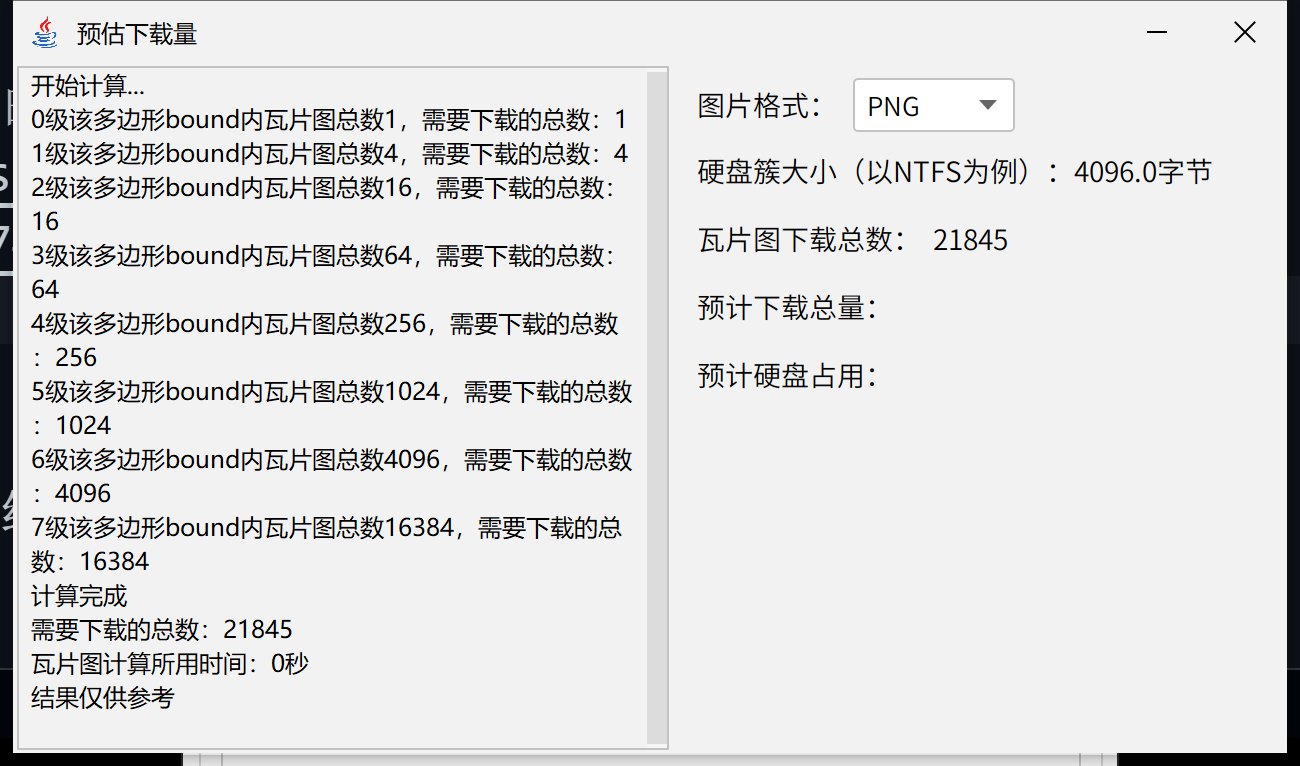 预估下载量
开始计算...
0级该多边形bound内瓦片图总数1，需要下载的总数：1
1级该多边形bound内瓦片图总数4，需要下载的总数：4
2级该多边形bound内瓦片图总数16，需要下载的总数：
16
3级该多边形bound内瓦片图总数64，需要下载的总数：
64
4级该多边形bound内瓦片图总数256，需要下载的总数
：256
5级该多边形bound内瓦片图总数1024，需要下载的总数
：1024
6级该多边形bound内瓦片图总数4096，需要下载的总数
：4096
7级该多边形bound内瓦片图总数16384，需要下载的总
数：16384
计算完成
需要下载的总数：21845
瓦片图计算所用时间：0秒
结果仅供参考
图片格式： PNG
硬盘簇大小（以NTFS为例）：4096.0字节
瓦片图下载总数： 21845
预计下载总量：
预计硬盘占用：